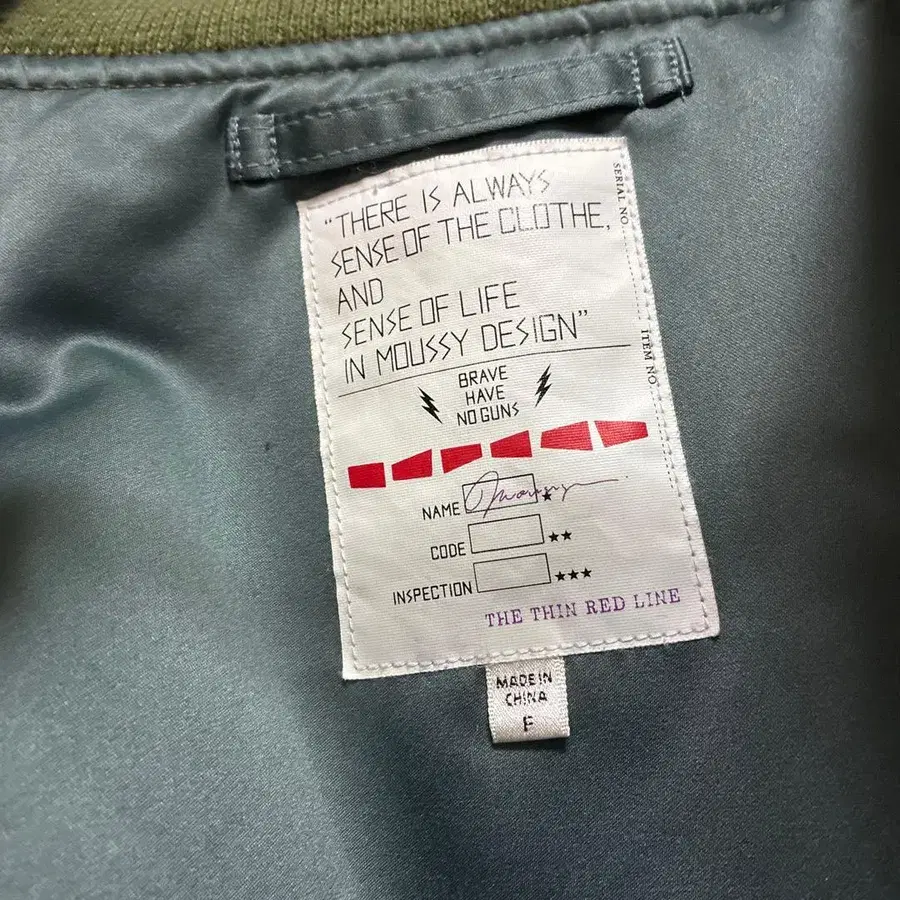 "THERE IS ALWAYS
SENSE OF THE CLOTHE,
AND
SENSE OF LIFE
IN MOUSSY DESIGN"
SERIAL NO.
ITEM NO.
BRAVE
HAVE
NO GUNS
NAME Moussy ★
CODE ★★
INSPECTION ★★★
THE THIN RED LINE
MADE IN
CHINA
F